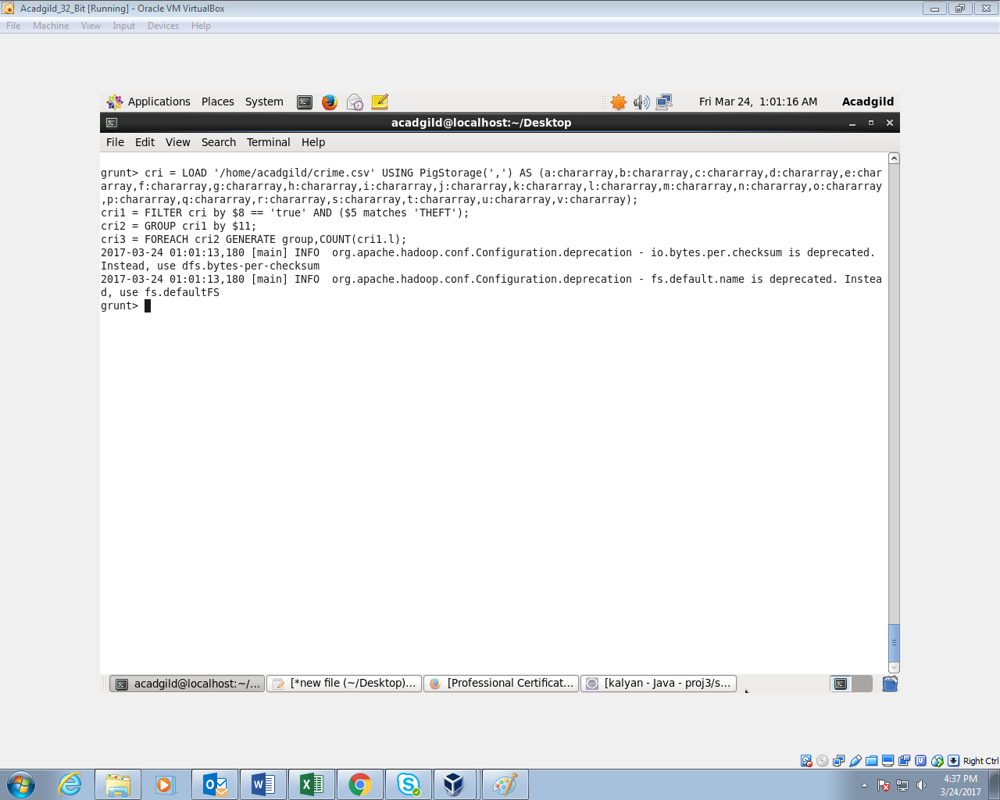 Acadgild_32_Bit [Running] - Oracle VM VirtualBox
File Machine View Input Devices Help
Applications Places System Fri Mar 24, 1:01:16 AM Acadgild
acadgild@localhost:~/Desktop
File Edit View Search Terminal Help
grunt> cri = LOAD '/home/acadgild/crime.csv' USING PigStorage(',') AS (a:chararray,b:chararray,c:chararray,d:chararray,e:char
array,f:chararray,g:chararray,h:chararray,i:chararray,j:chararray,k:chararray,l:chararray,m:chararray,n:chararray,o:chararray
,p:chararray,q:chararray,r:chararray,s:chararray,t:chararray,u:chararray,v:chararray);
cri1 = FILTER cri by $8 == 'true' AND ($5 matches 'THEFT');
cri2 = GROUP cri1 by $11;
cri3 = FOREACH cri2 GENERATE group,COUNT(cri1.l);
2017-03-24 01:01:13,180 [main] INFO  org.apache.hadoop.conf.Configuration.deprecation - io.bytes.per.checksum is deprecated.
Instead, use dfs.bytes-per-checksum
2017-03-24 01:01:13,180 [main] INFO  org.apache.hadoop.conf.Configuration.deprecation - fs.default.name is deprecated. Instea
d, use fs.defaultFS
grunt>
acadgild@localhost:~/... [*new file (~/Desktop)... [Professional Certificat... [kalyan - Java - proj3/s...
Right Ctrl
4:37 PM
3/24/2017